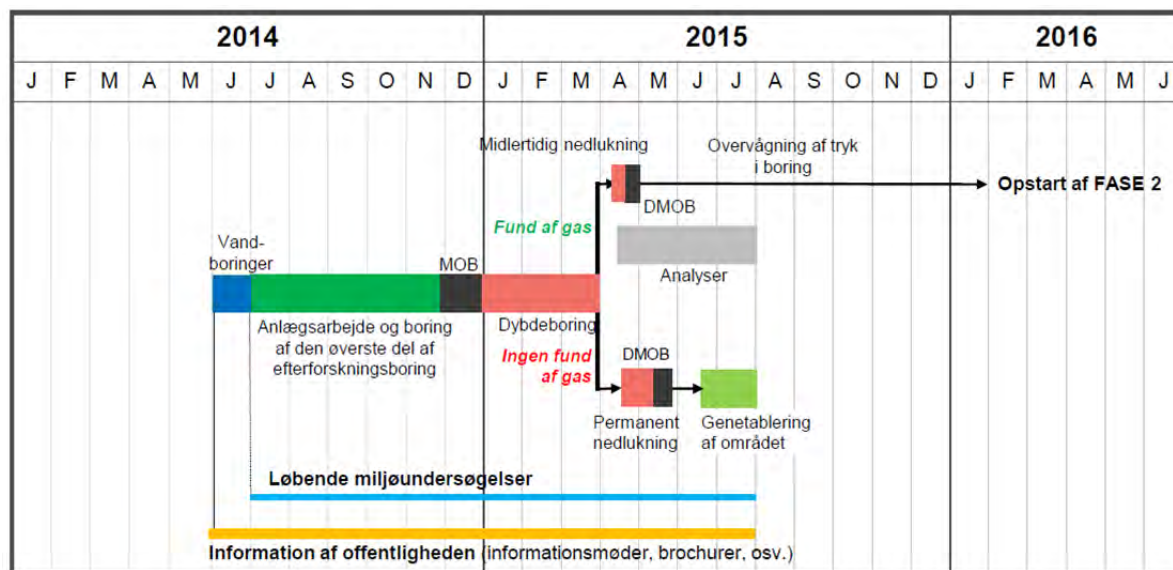 2014 2015 2016
J F M A M J J A S O N D J F M A M J J A S O N D J F M A M J
Midlertidig nedlukning
Overvågning af tryk
i boring
Opstart af FASE 2
DMOB
Fund af gas
Vand-
boringer
MOB
Analyser
Anlægsarbejde og boring
af den øverste del af
efterforskningsboring
Dybdeboring
Ingen fund
af gas
DMOB
Permanent
nedlukning
Genetablering
af området
Løbende miljøundersøgelser
Information af offentligheden (informationsmøder, brochurer, osv.)